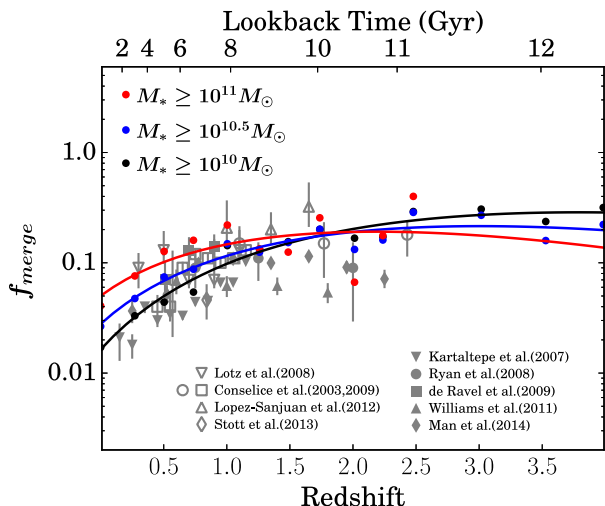 Lookback Time (Gyr)
2 4 6 8 10 11 12
M* ≥ 10^11 M⊙
M* ≥ 10^10.5 M⊙
M* ≥ 10^10 M⊙
1.0
0.1
0.01
f_merge
Lotz et al.(2008)
Conselice et al.(2003,2009)
Lopez-Sanjuan et al.(2012)
Stott et al.(2013)
Kartaltepe et al.(2007)
Ryan et al.(2008)
de Ravel et al.(2009)
Williams et al.(2011)
Man et al.(2014)
0.5 1.0 1.5 2.0 2.5 3.0 3.5
Redshift